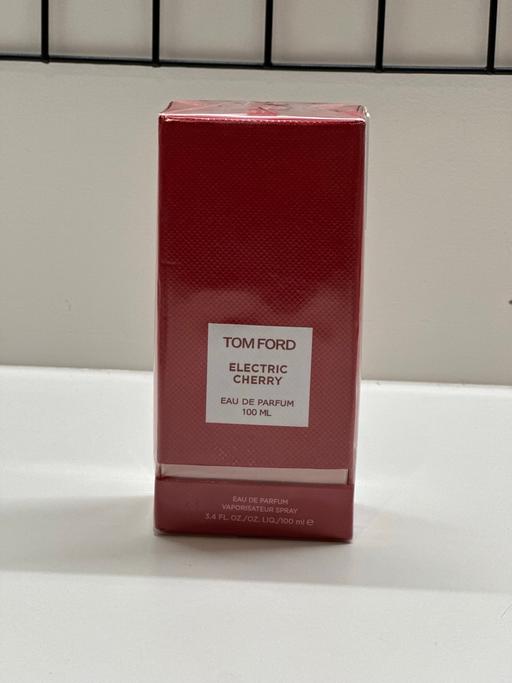 TOM FORD
ELECTRIC
CHERRY
EAU DE PARFUM
100 ML
EAU DE PARFUM
VAPORISATEUR SPRAY
3.4 FL. OZ./OZ. LIQ./100 ml ℮